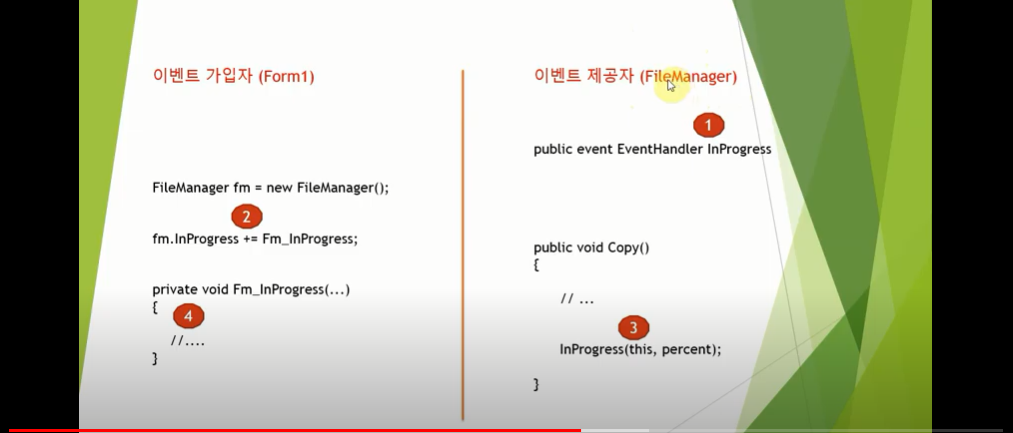 이벤트 가입자 (Form1)
FileManager fm = new FileManager();
2
fm.InProgress += Fm_InProgress;
private void Fm_InProgress(...)
{
4
//....
}
이벤트 제공자 (FileManager)
1
public event EventHandler InProgress
public void Copy()
{
// ...
3
InProgress(this, percent);
}